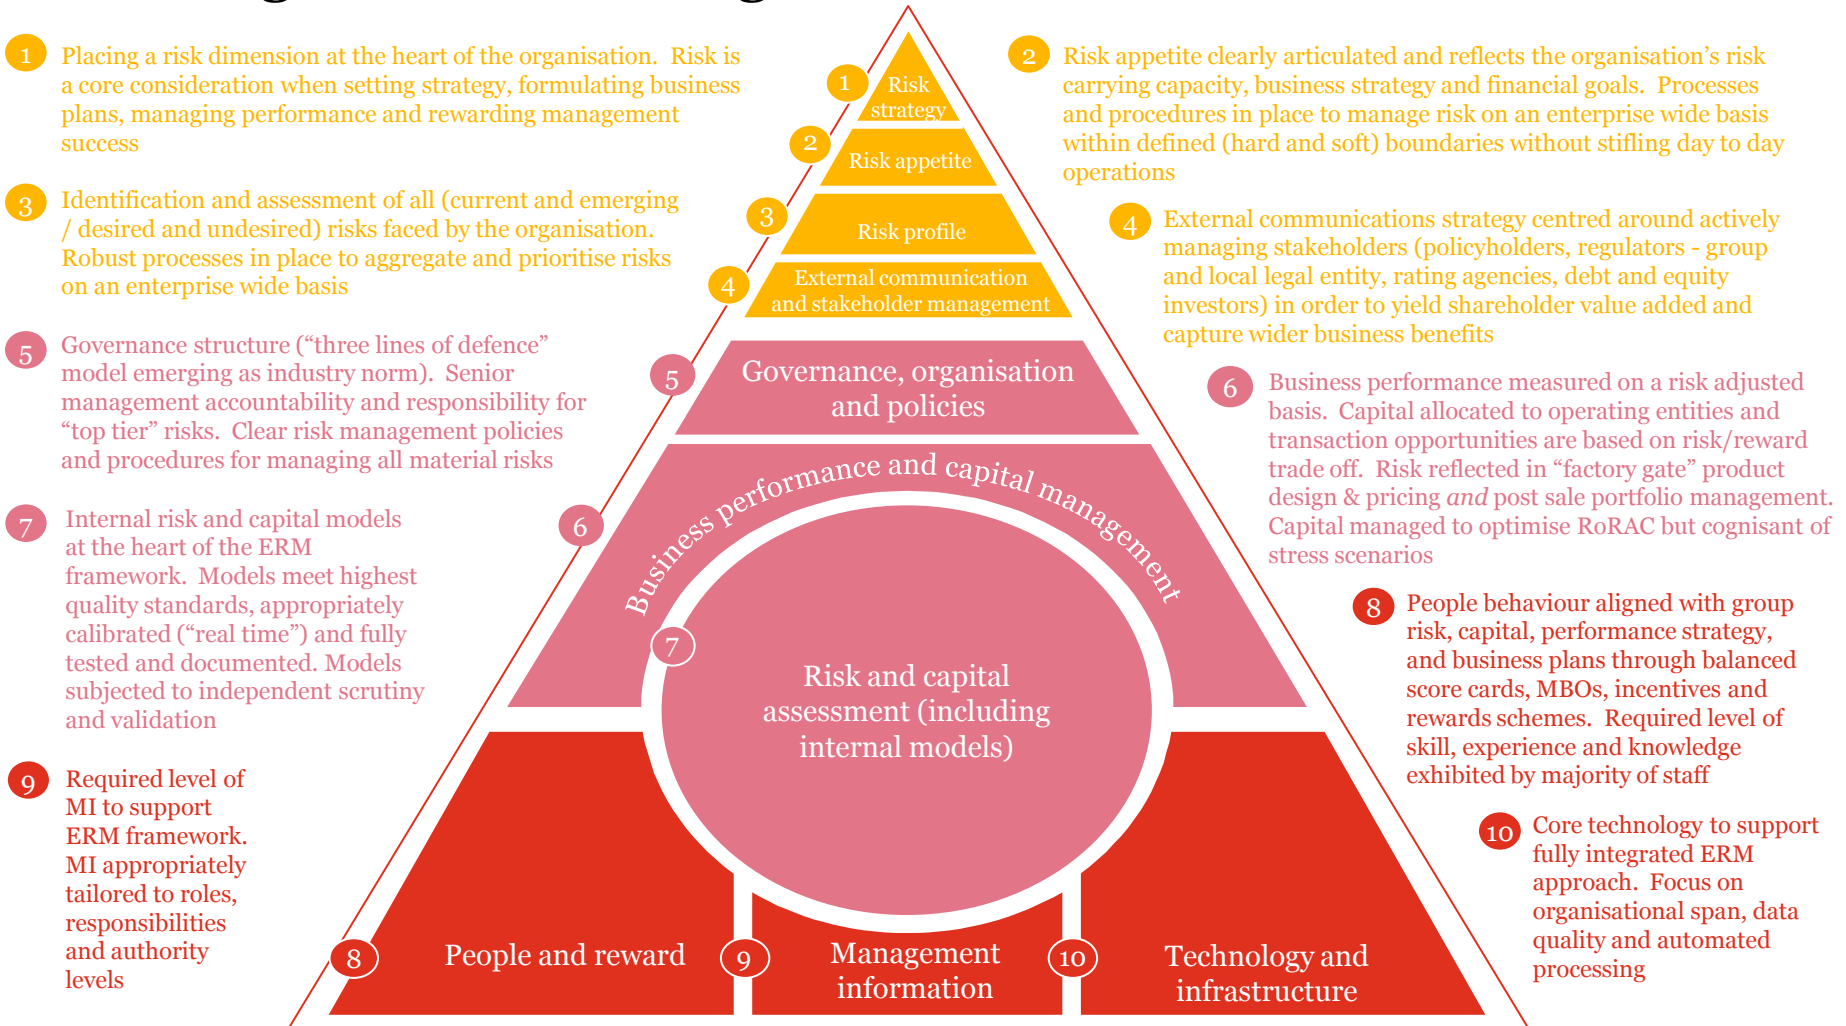 1
Placing a risk dimension at the heart of the organisation.  Risk is
a core consideration when setting strategy, formulating business
plans, managing performance and rewarding management
success
3
Identification and assessment of all (current and emerging
/ desired and undesired) risks faced by the organisation.
Robust processes in place to aggregate and prioritise risks
on an enterprise wide basis
5
Governance structure (“three lines of defence”
model emerging as industry norm).  Senior
management accountability and responsibility for
“top tier” risks.  Clear risk management policies
and procedures for managing all material risks
7
Internal risk and capital models
at the heart of the ERM
framework.  Models meet highest
quality standards, appropriately
calibrated (“real time”) and fully
tested and documented. Models
subjected to independent scrutiny
and validation
9
Required level of
MI to support
ERM framework.
MI appropriately
tailored to roles,
responsibilities
and authority
levels
1
Risk
strategy
2
Risk appetite
3
Risk profile
4
External communication
and stakeholder management
5
Governance, organisation
and policies
6
Business performance and capital management
7
Risk and capital
assessment (including
internal models)
8
People and reward
9
Management
information
10
Technology and
infrastructure
2
Risk appetite clearly articulated and reflects the organisation’s risk
carrying capacity, business strategy and financial goals.  Processes
and procedures in place to manage risk on an enterprise wide basis
within defined (hard and soft) boundaries without stifling day to day
operations
4
External communications strategy centred around actively
managing stakeholders (policyholders, regulators - group
and local legal entity, rating agencies, debt and equity
investors) in order to yield shareholder value added and
capture wider business benefits
6
Business performance measured on a risk adjusted
basis.  Capital allocated to operating entities and
transaction opportunities are based on risk/reward
trade off.  Risk reflected in “factory gate” product
design & pricing and post sale portfolio management.
Capital managed to optimise RoRAC but cognisant of
stress scenarios
8
People behaviour aligned with group
risk, capital, performance strategy,
and business plans through balanced
score cards, MBOs, incentives and
rewards schemes.  Required level of
skill, experience and knowledge
exhibited by majority of staff
10
Core technology to support
fully integrated ERM
approach.  Focus on
organisational span, data
quality and automated
processing